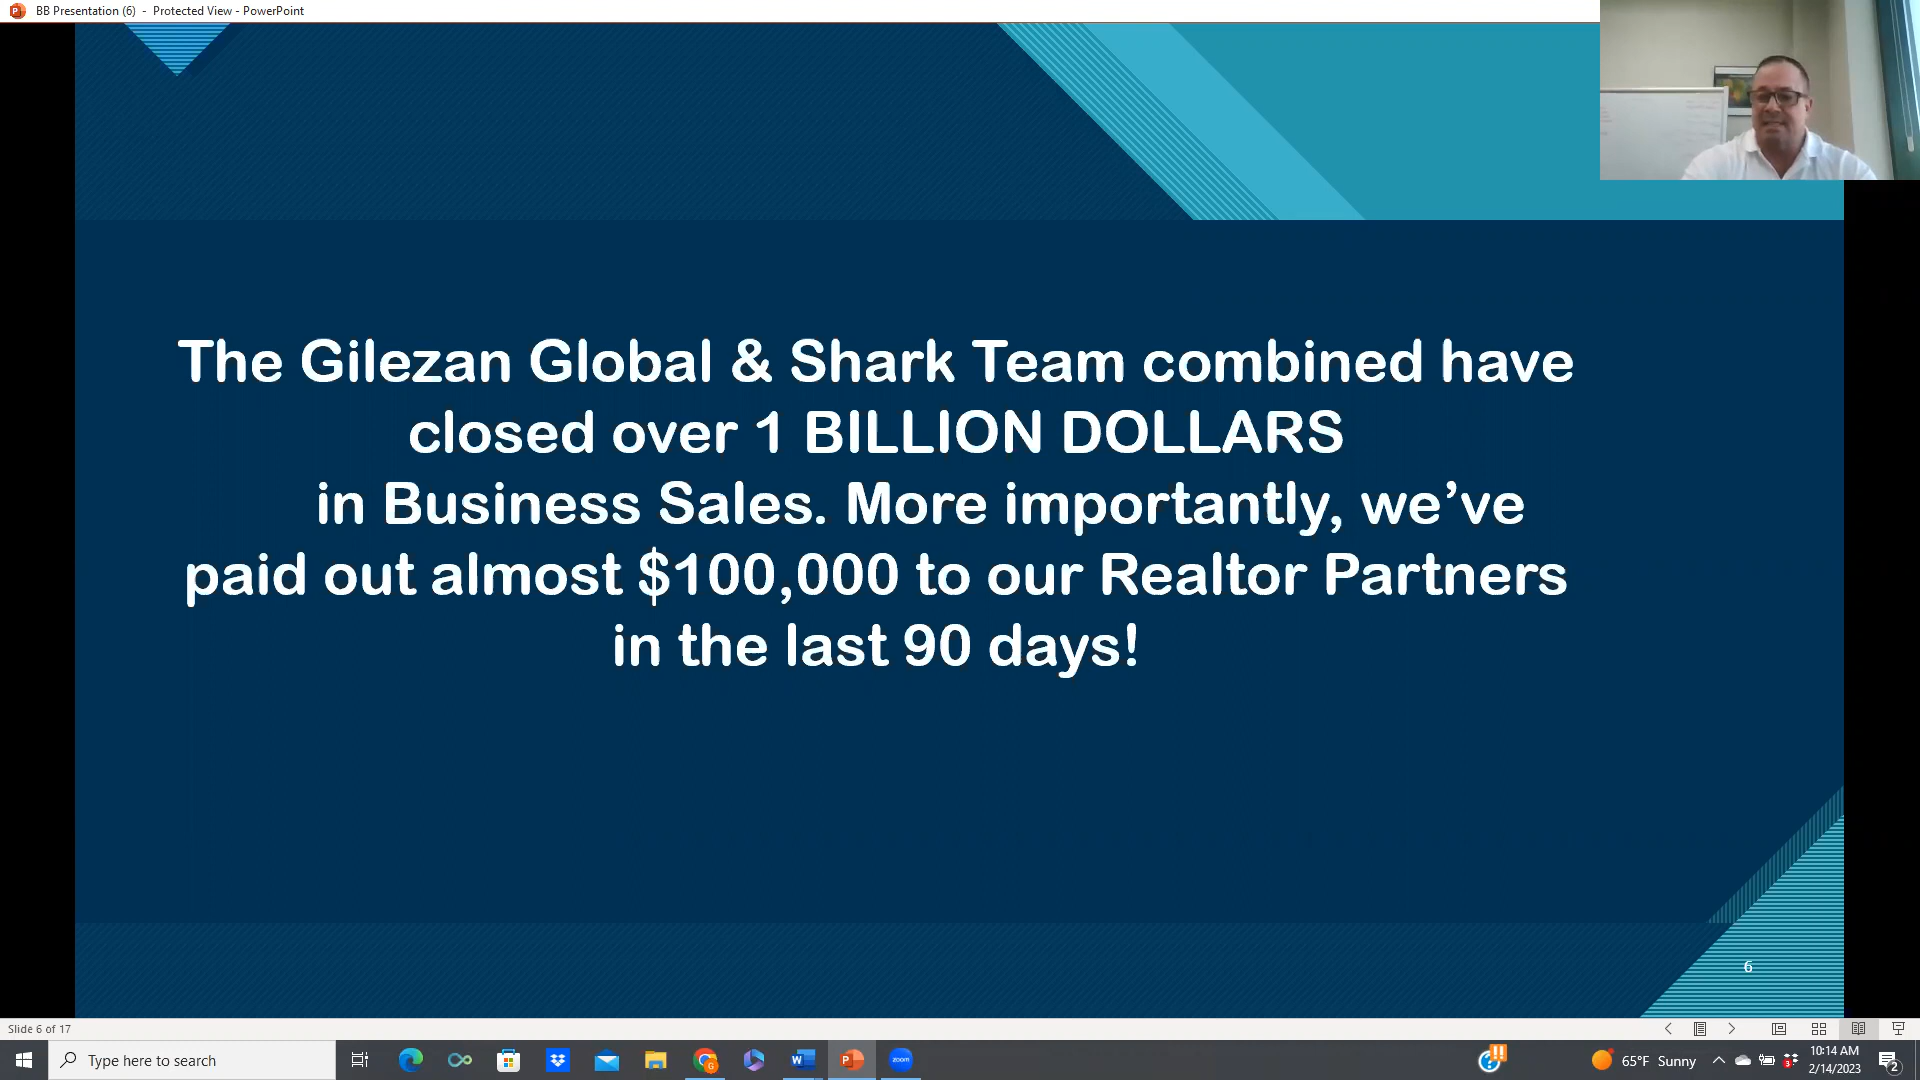 BB Presentation (6) - Protected View - PowerPoint
The Gilezan Global & Shark Team combined have
closed over 1 BILLION DOLLARS
in Business Sales. More importantly, we’ve
paid out almost $100,000 to our Realtor Partners
in the last 90 days!
6
Slide 6 of 17
Type here to search
zoom
65°F Sunny
10:14 AM
2/14/2023
2